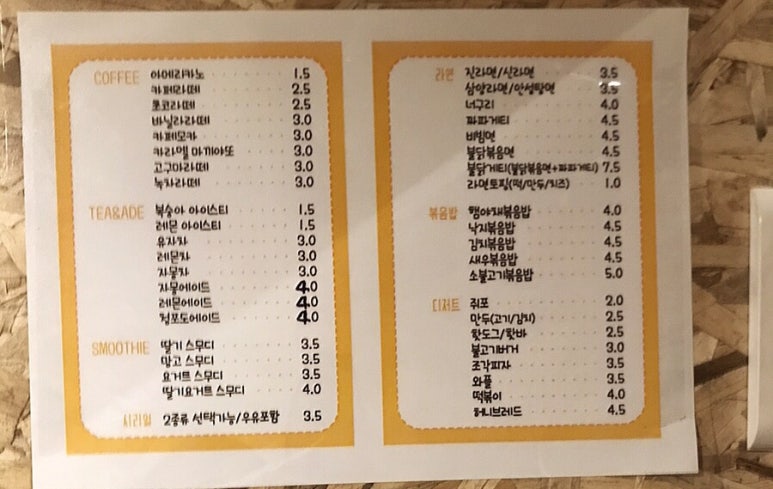 COFFEE 아메리카노 1.5
카페라떼 2.5
쵸코라떼 2.5
바닐라라떼 3.0
카페모카 3.0
카라멜 마끼야또 3.0
고구마라떼 3.0
녹차라떼 3.0
TEA&ADE 복숭아 아이스티 1.5
레몬 아이스티 1.5
유자차 3.0
레몬차 3.0
자몽차 3.0
자몽에이드 4.0
레몬에이드 4.0
청포도에이드 4.0
SMOOTHIE 딸기 스무디 3.5
망고 스무디 3.5
요거트 스무디 3.5
딸기요거트 스무디 4.0
시리얼 2종류 선택가능/우유포함 3.5
라면 진라면/신라면 3.5
삼양라면/안성탕면 3.5
너구리 4.0
짜파게티 4.5
비빔면 4.5
불닭볶음면 4.5
불닭게티(불닭볶음면+짜파게티) 7.5
라면토핑(떡/만두/치즈) 1.0
볶음밥 햄야채볶음밥 4.0
낙지볶음밥 4.5
김치볶음밥 4.5
새우볶음밥 4.5
소불고기볶음밥 5.0
디저트 쥐포 2.0
만두(고기/김치) 2.5
핫도그/핫바 2.5
불고기버거 3.0
조각피자 3.5
와플 3.5
떡볶이 4.0
허니브레드 4.5